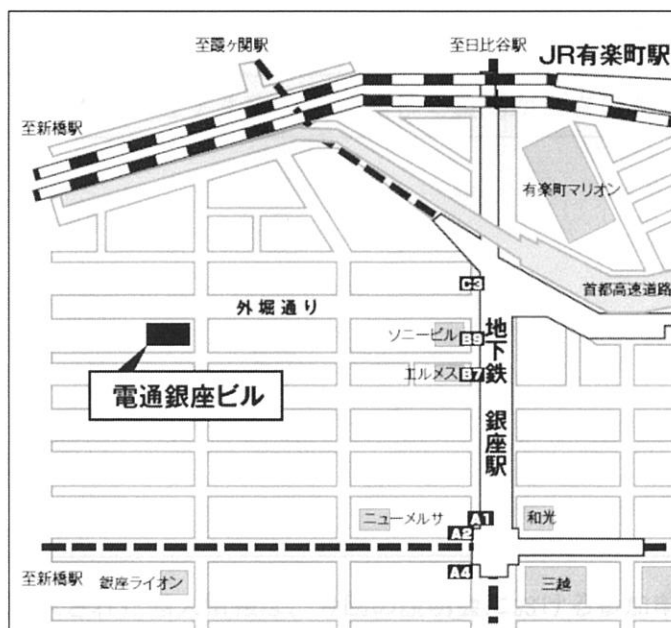 至霞ヶ関駅
至日比谷駅
JR有楽町駅
至新橋駅
有楽町マリオン
C3
首都高速道路
外堀通り
ソニービル
B9
地下鉄 銀座駅
エルメス
B7
電通銀座ビル
ニューメルサ
A1
和光
A2
至新橋駅
銀座ライオン
A4
三越